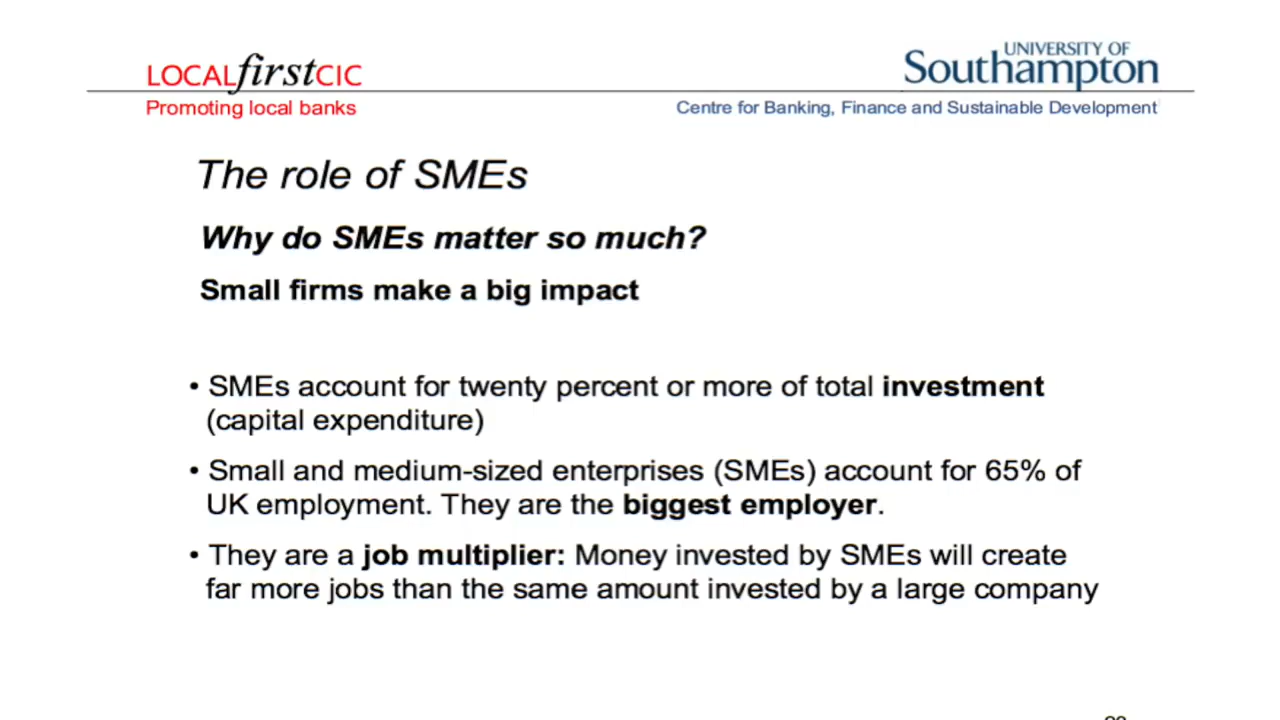 LOCALfirstCIC
Promoting local banks
UNIVERSITY OF
Southampton
Centre for Banking, Finance and Sustainable Development
The role of SMEs
Why do SMEs matter so much?
Small firms make a big impact
• SMEs account for twenty percent or more of total investment
(capital expenditure)
• Small and medium-sized enterprises (SMEs) account for 65% of
UK employment. They are the biggest employer.
• They are a job multiplier: Money invested by SMEs will create
far more jobs than the same amount invested by a large company